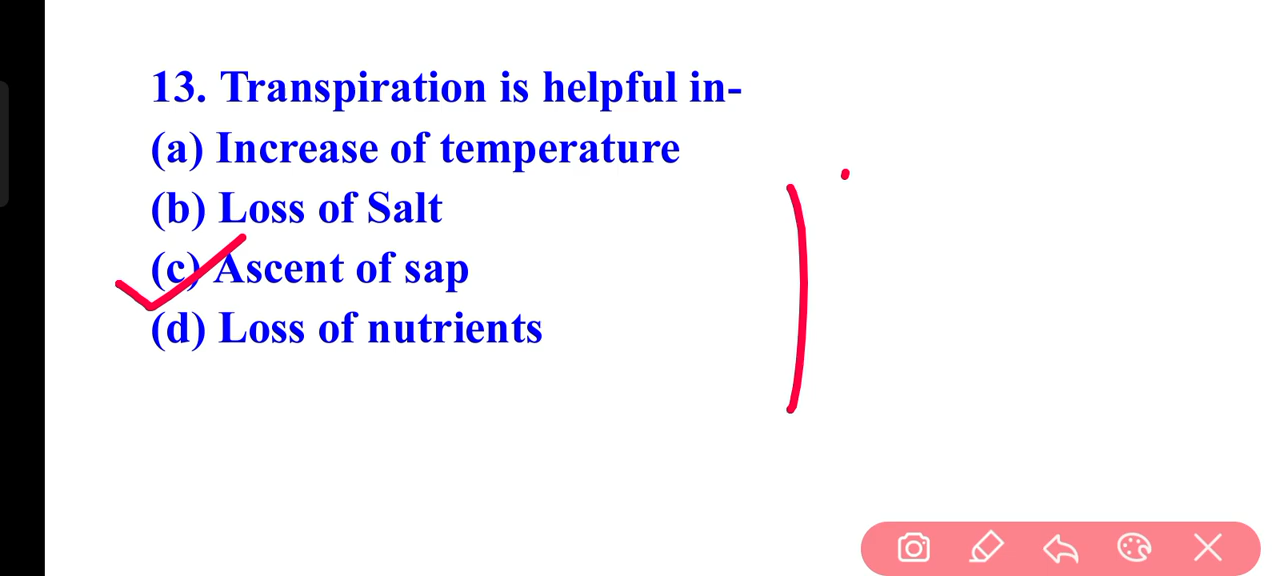 13. Transpiration is helpful in-
(a) Increase of temperature
(b) Loss of Salt
(c) Ascent of sap
(d) Loss of nutrients